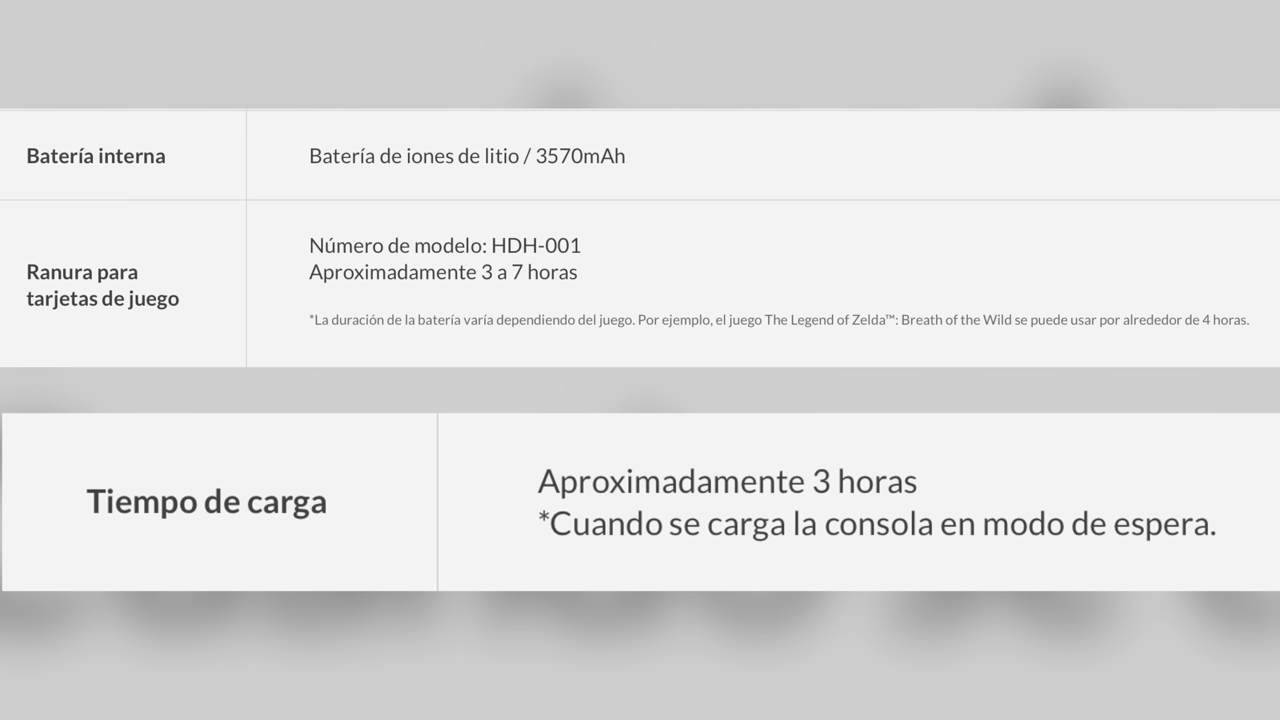 Batería interna
Batería de iones de litio / 3570mAh
Ranura para
tarjetas de juego
Número de modelo: HDH-001
Aproximadamente 3 a 7 horas
*La duración de la batería varía dependiendo del juego. Por ejemplo, el juego The Legend of Zelda™: Breath of the Wild se puede usar por alrededor de 4 horas.
Tiempo de carga
Aproximadamente 3 horas
*Cuando se carga la consola en modo de espera.